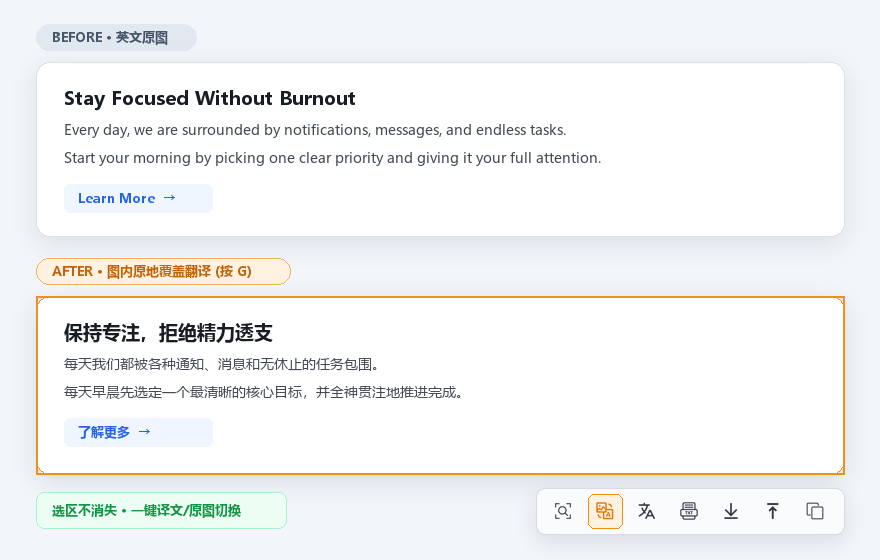 BEFORE • 英文原图
Stay Focused Without Burnout
Every day, we are surrounded by notifications, messages, and endless tasks.
Start your morning by picking one clear priority and giving it your full attention.
Learn More →
AFTER • 图内原地覆盖翻译 (按 G)
保持专注，拒绝精力透支
每天我们都被各种通知、消息和无休止的任务包围。
每天早晨先选定一个最清晰的核心目标，并全神贯注地推进完成。
了解更多 →
选区不消失 • 一键译文/原图切换
A
TXT